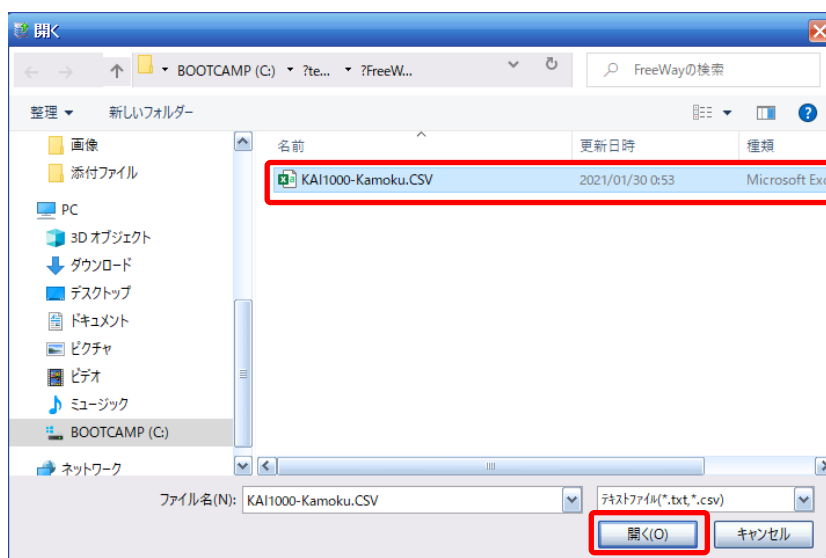 開く
BOOTCAMP (C:) ?te... ?FreeW... FreeWayの検索
整理 新しいフォルダー
名前 更新日時 種類
画像
添付ファイル
PC
3D オブジェクト
ダウンロード
デスクトップ
ドキュメント
ピクチャ
ビデオ
ミュージック
BOOTCAMP (C:)
ネットワーク
KAI1000-Kamoku.CSV 2021/01/30 0:53 Microsoft Exc
ファイル名(N): KAI1000-Kamoku.CSV テキストファイル(*.txt,*.csv)
開く(O) キャンセル